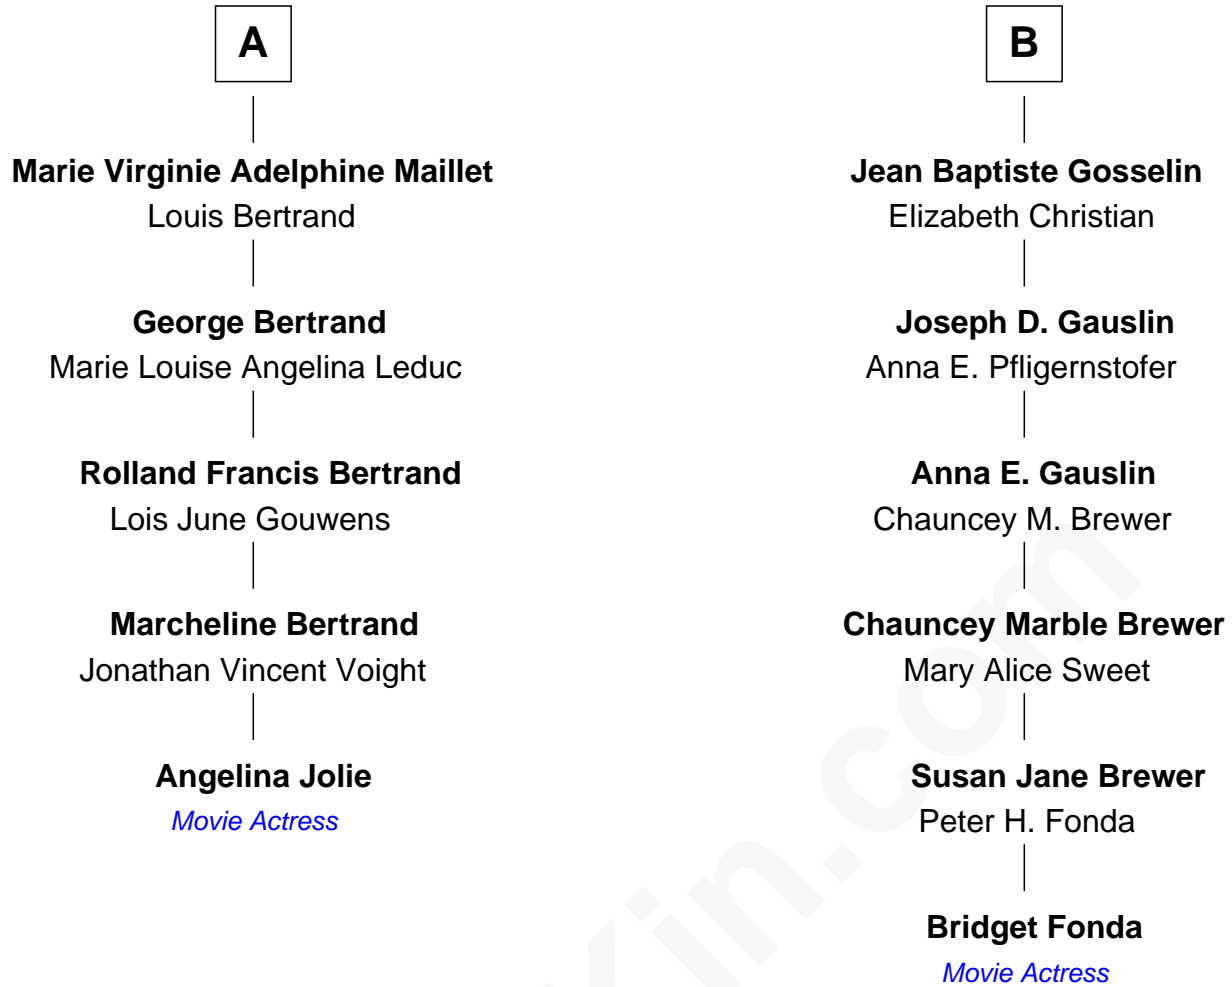 A
Marie Virginie Adelphine Maillet
Louis Bertrand
George Bertrand
Marie Louise Angelina Leduc
Rolland Francis Bertrand
Lois June Gouwens
Marcheline Bertrand
Jonathan Vincent Voight
Angelina Jolie
Movie Actress
B
Jean Baptiste Gosselin
Elizabeth Christian
Joseph D. Gauslin
Anna E. Pfligernstofer
Anna E. Gauslin
Chauncey M. Brewer
Chauncey Marble Brewer
Mary Alice Sweet
Susan Jane Brewer
Peter H. Fonda
Bridget Fonda
Movie Actress
Kin.com